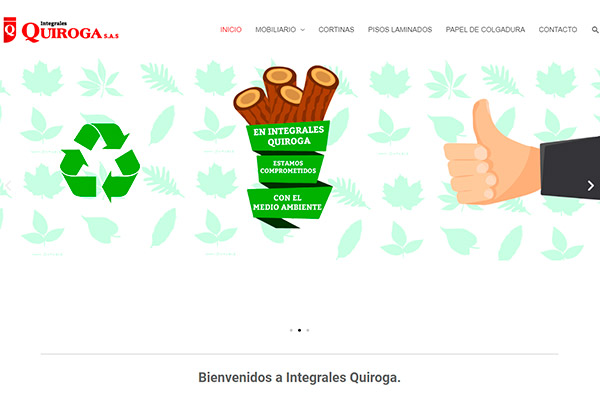 Integrales
Q QUIROGA S.A.S
INICIO MOBILIARIO CORTINAS PISOS LAMINADOS PAPEL DE COLGADURA CONTACTO
EN INTEGRALES
QUIROGA
ESTAMOS
COMPROMETIDOS
CON EL
MEDIO AMBIENTE
Bienvenidos a Integrales Quiroga.